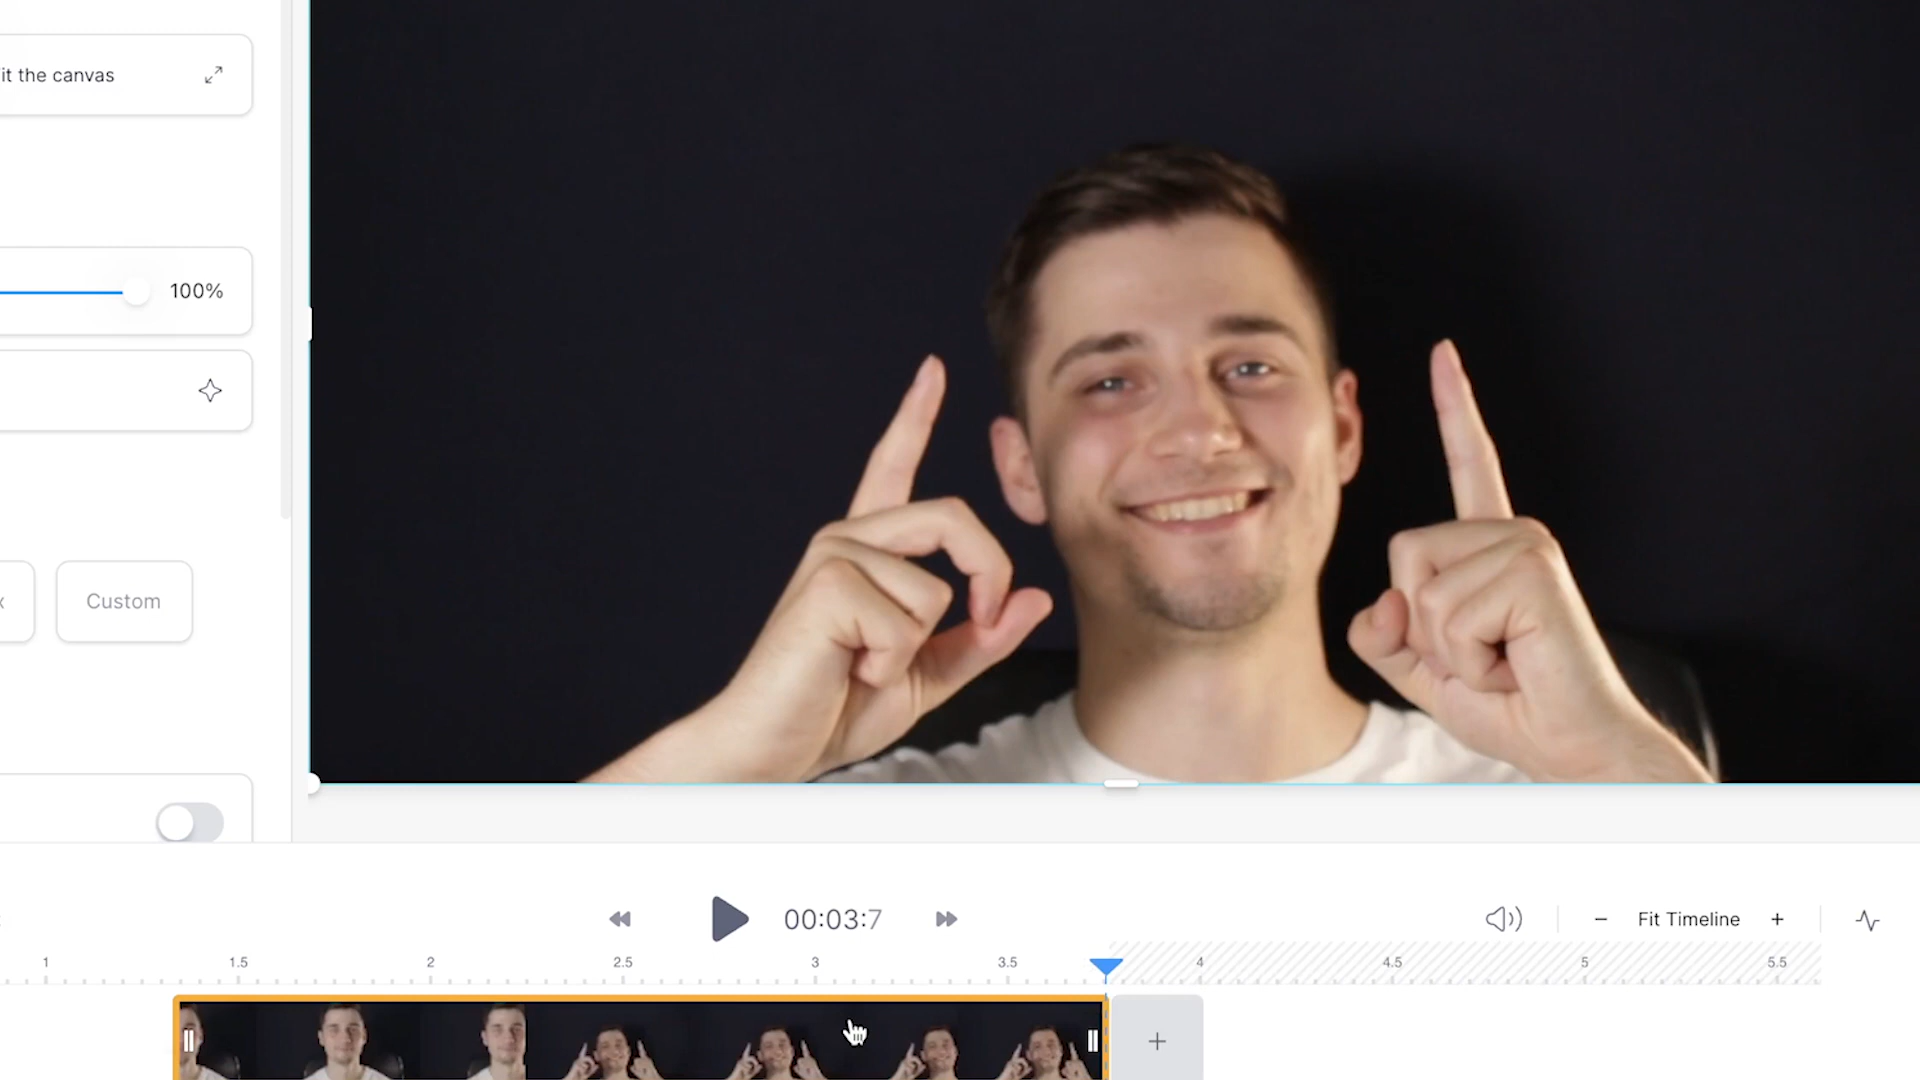 it the canvas
100%
Custom
00:03:7
Fit Timeline
1 1.5 2 2.5 3 3.5 4 4.5 5 5.5